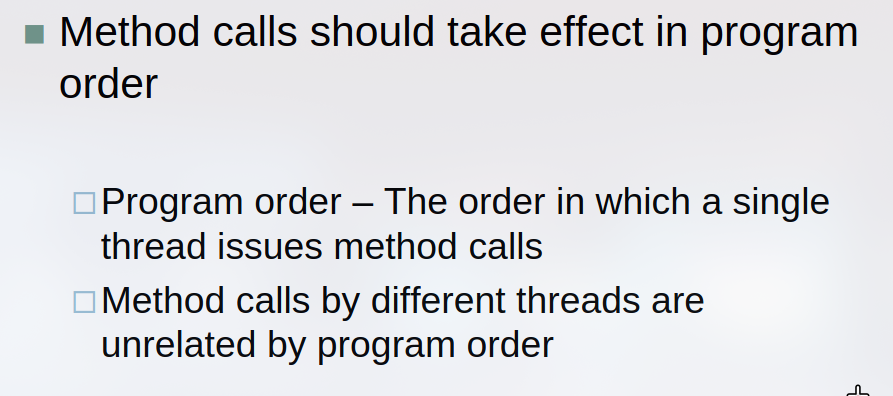 Method calls should take effect in program
order
Program order – The order in which a single
thread issues method calls
Method calls by different threads are
unrelated by program order